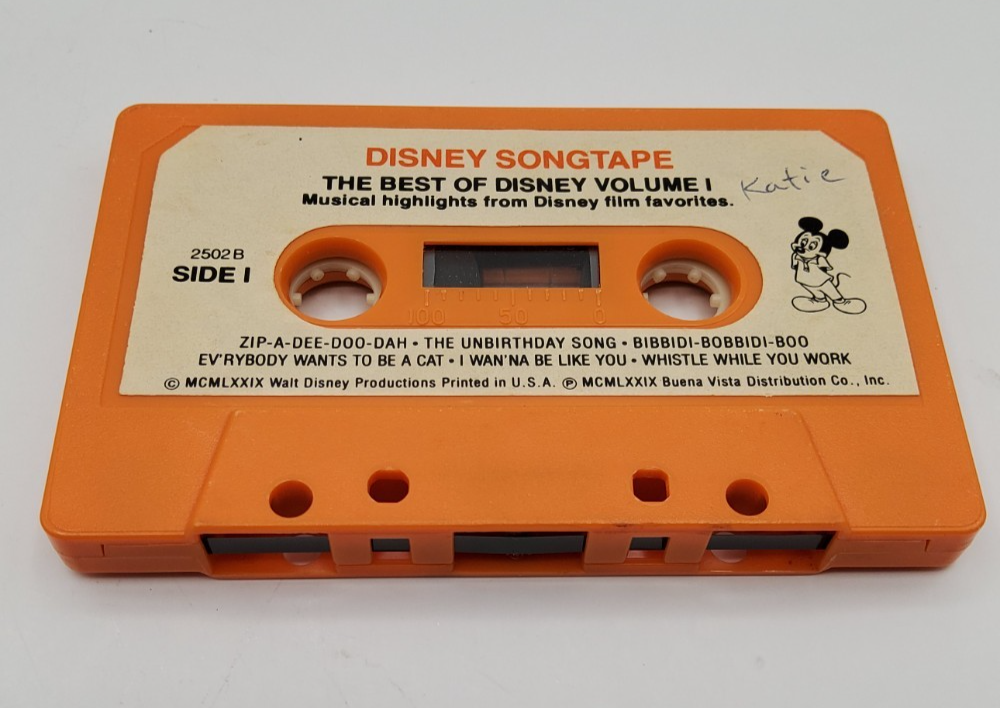 DISNEY SONGTAPE
THE BEST OF DISNEY VOLUME I
Katie
Musical highlights from Disney film favorites.
2502 B
SIDE I
100 50 0
ZIP-A-DEE-DOO-DAH • THE UNBIRTHDAY SONG • BIBBIDI-BOBBIDI-BOO
EV'RYBODY WANTS TO BE A CAT • I WAN'NA BE LIKE YOU • WHISTLE WHILE YOU WORK
© MCMLXXIX Walt Disney Productions Printed in U.S.A. ℗ MCMLXXIX Buena Vista Distribution Co., Inc.